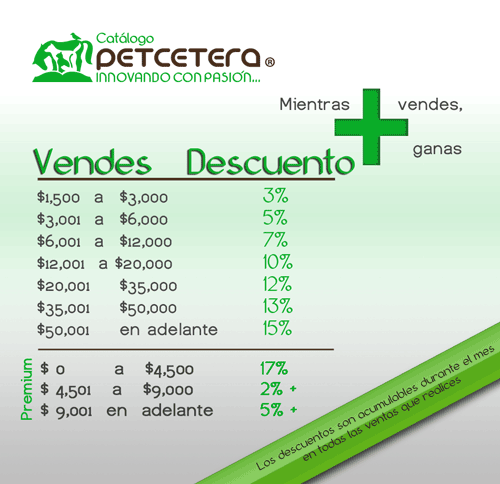 Catálogo
PETCETERA®
INNOVANDO CON PASIÓN...
Mientras + vendes,
ganas
Vendes Descuento
$1,500 a $3,000 3%
$3,001 a $6,000 5%
$6,001 a $12,000 7%
$12,001 a $20,000 10%
$20,001 $35,000 12%
$35,001 $50,000 13%
$50,001 en adelante 15%
Premium
$ 0 a $4,500 17%
$ 4,501 a $9,000 2% +
$ 9,001 en adelante 5% +
Los descuentos son acumulables durante el mes
en todas las ventas que realices